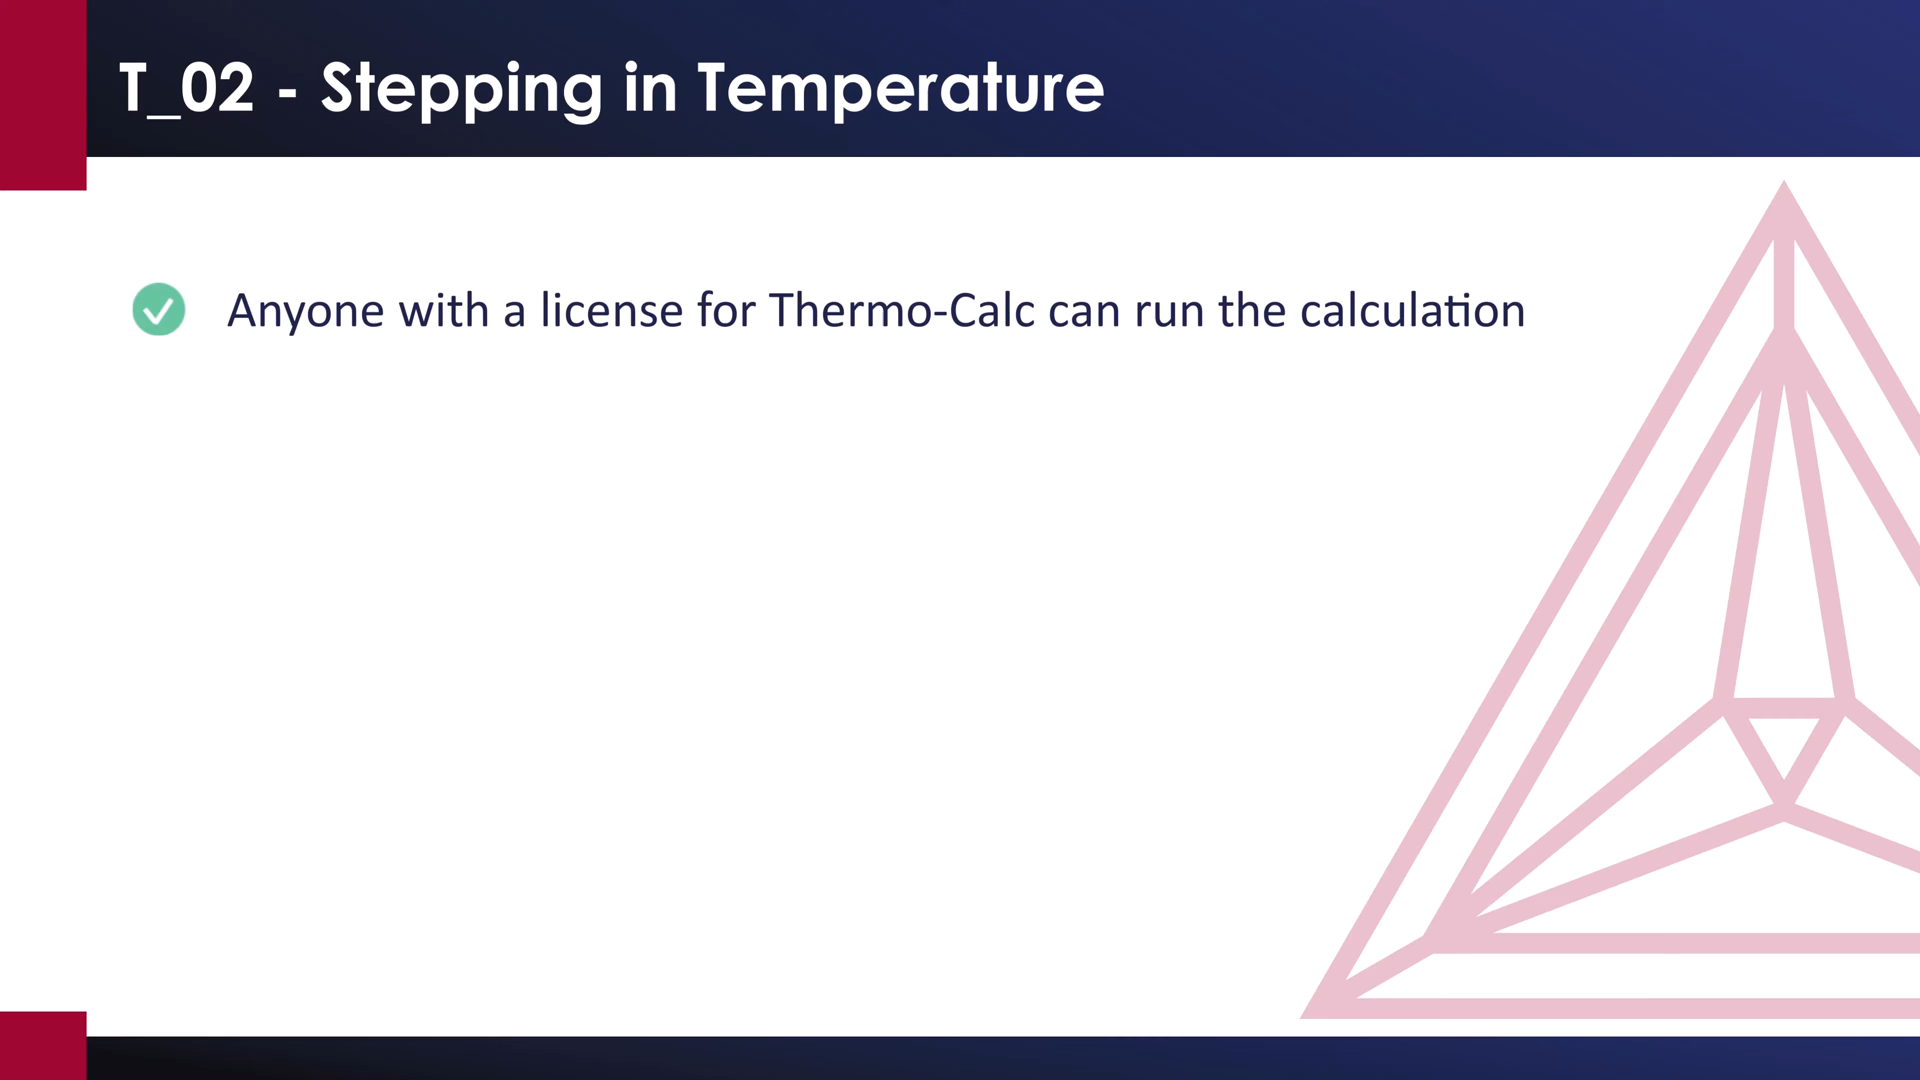 T_02 - Stepping in Temperature
Anyone with a license for Thermo-Calc can run the calculation